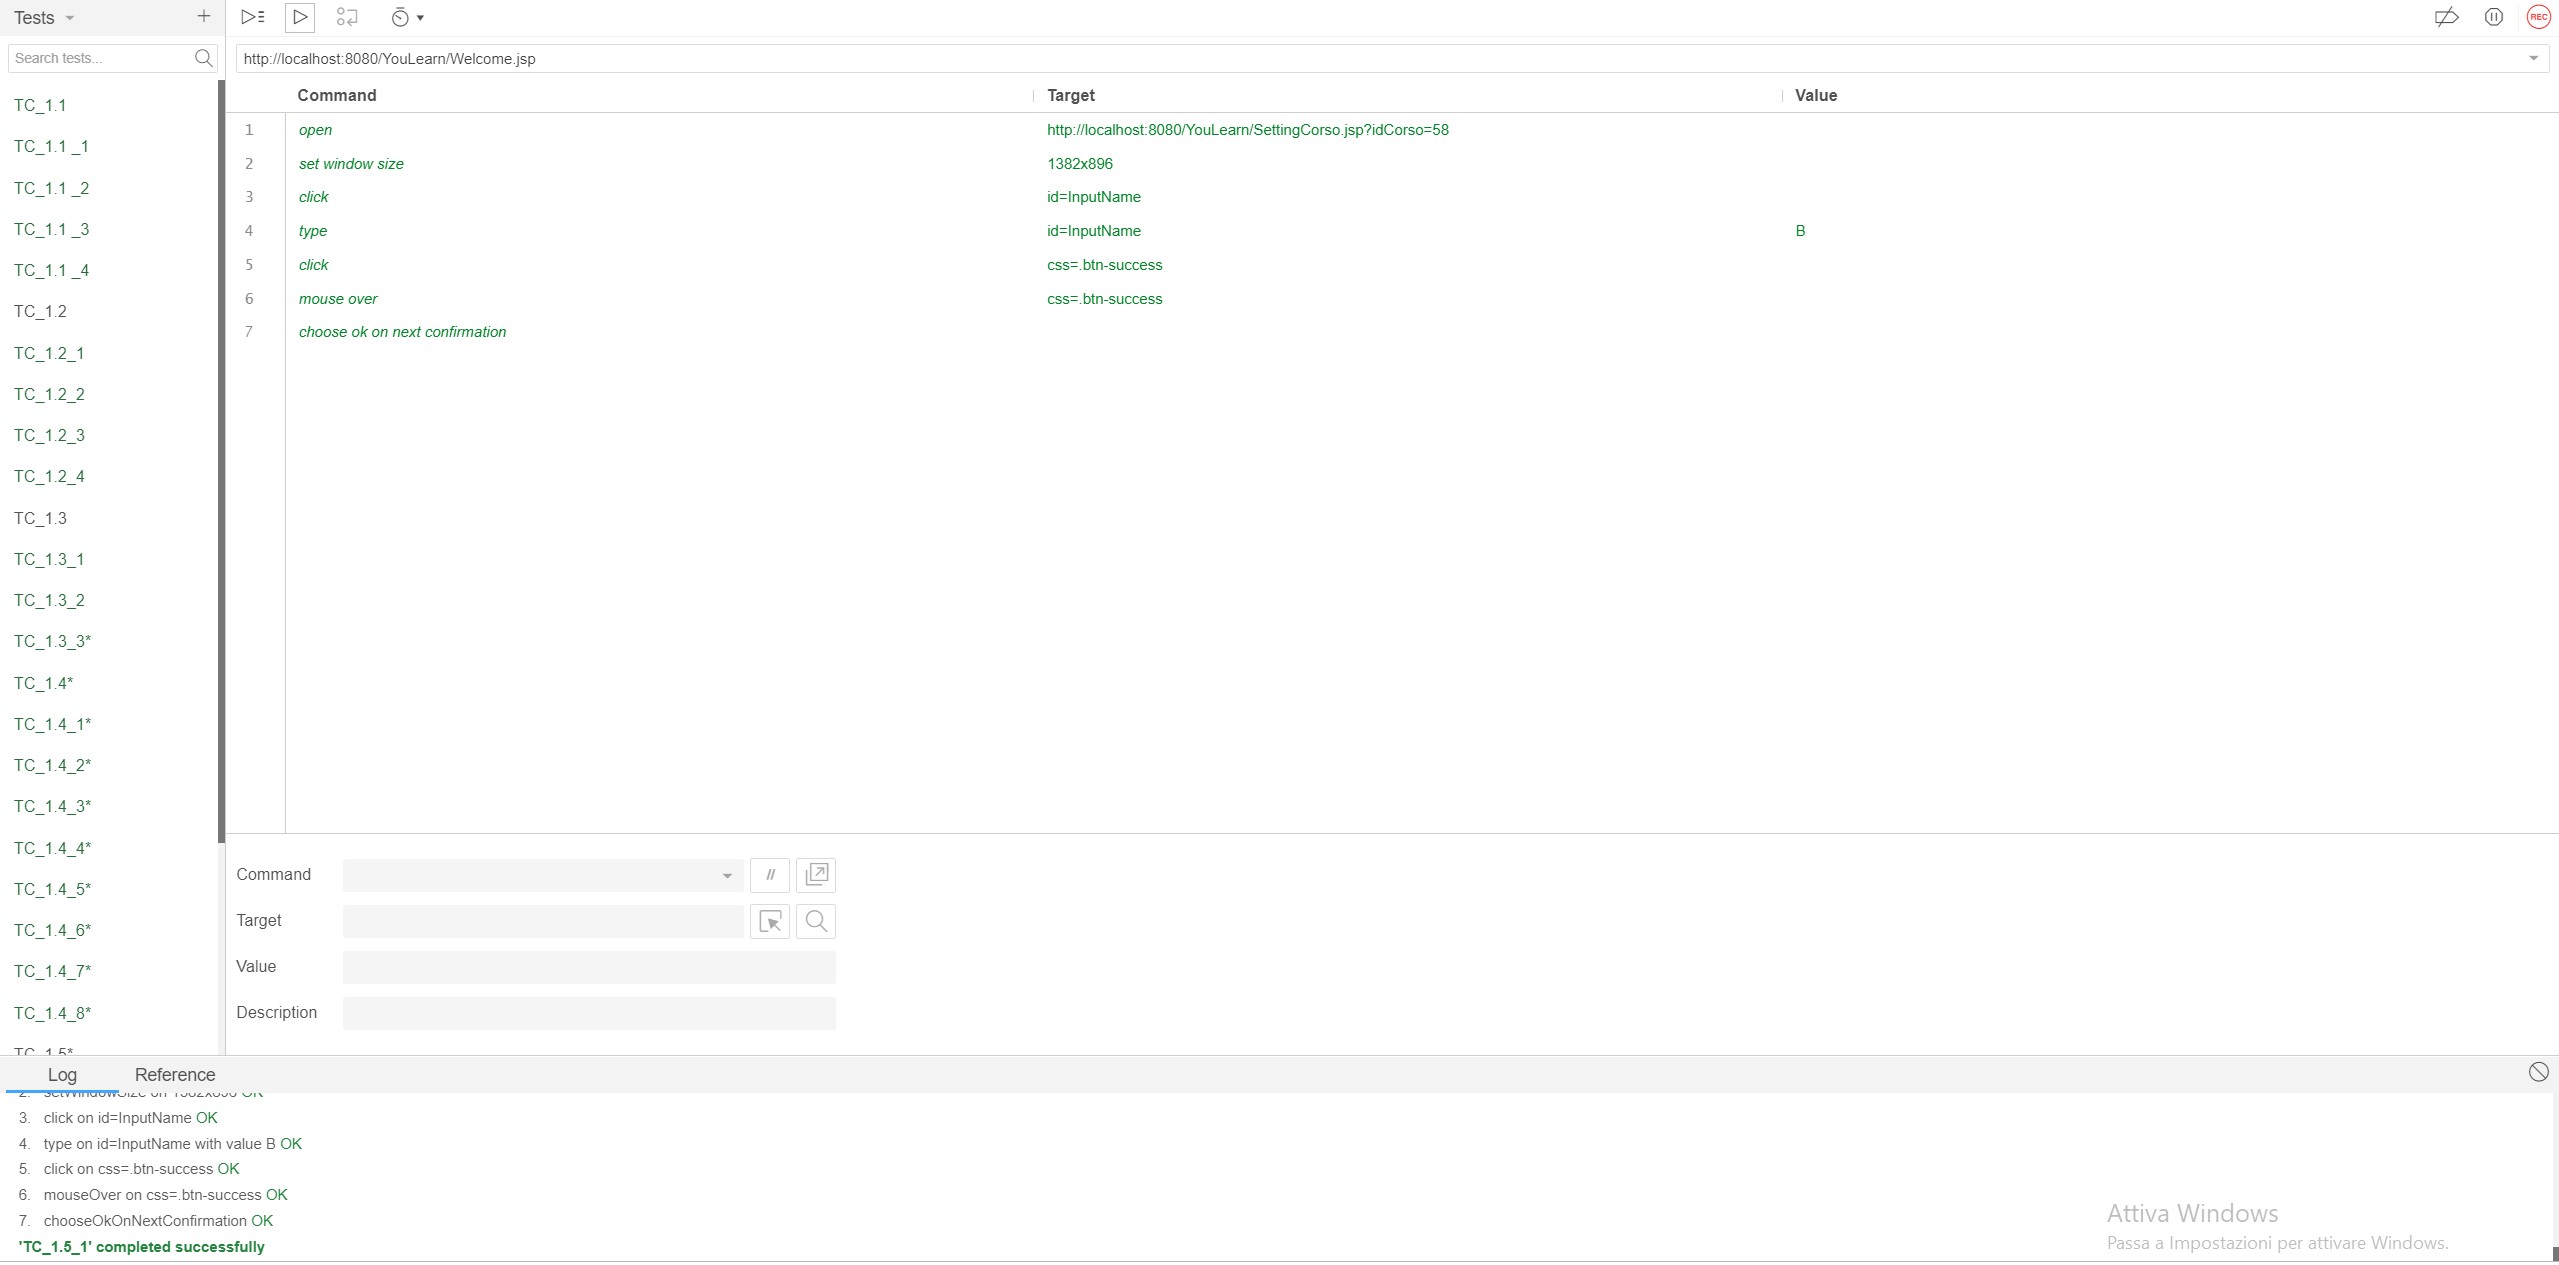 Tests
Search tests...
TC_1.1
TC_1.1 _1
TC_1.1 _2
TC_1.1 _3
TC_1.1 _4
TC_1.2
TC_1.2_1
TC_1.2_2
TC_1.2_3
TC_1.2_4
TC_1.3
TC_1.3_1
TC_1.3_2
TC_1.3_3*
TC_1.4*
TC_1.4_1*
TC_1.4_2*
TC_1.4_3*
TC_1.4_4*
TC_1.4_5*
TC_1.4_6*
TC_1.4_7*
TC_1.4_8*
TC_1.5*
REC
http://localhost:8080/YouLearn/Welcome.jsp
Command Target Value
1 open http://localhost:8080/YouLearn/SettingCorso.jsp?idCorso=58
2 set window size 1382x896
3 click id=InputName
4 type id=InputName B
5 click css=.btn-success
6 mouse over css=.btn-success
7 choose ok on next confirmation
Command //
Target
Value
Description
Log Reference
2. setWindowSize on 1382x896 OK
3. click on id=InputName OK
4. type on id=InputName with value B OK
5. click on css=.btn-success OK
6. mouseOver on css=.btn-success OK
7. chooseOkOnNextConfirmation OK
'TC_1.5_1' completed successfully
Attiva Windows
Passa a Impostazioni per attivare Windows.